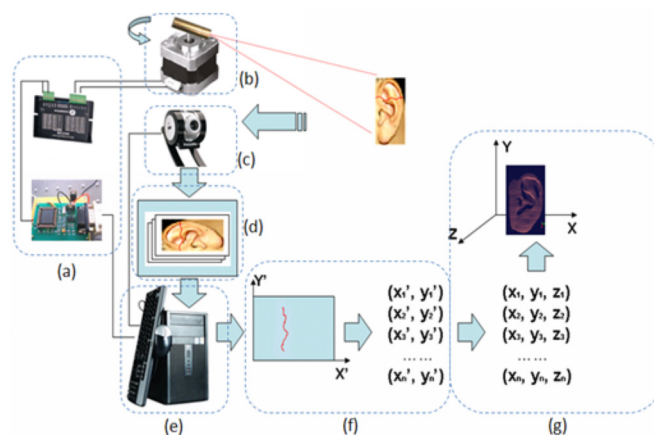 (b)
(c)
(a)
(d)
(e)
Y'
X'
(x₁', y₁')
(x₂', y₂')
(x₃', y₃')
... ...
(xₙ', yₙ')
(f)
Y
X
Z
(x₁, y₁, z₁)
(x₂, y₂, z₂)
(x₃, y₃, z₃)
... ...
(xₙ, yₙ, zₙ)
(g)